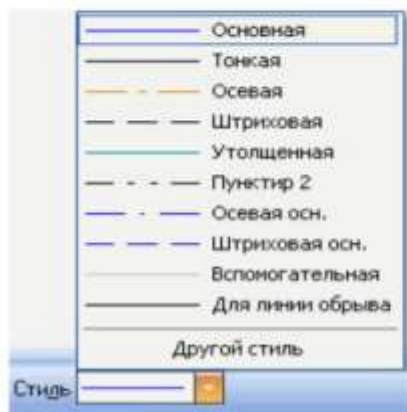 Основная
Тонкая
Осевая
Штриховая
Утолщенная
Пунктир 2
Осевая осн.
Штриховая осн.
Вспомогательная
Для линии обрыва
Другой стиль
Стиль